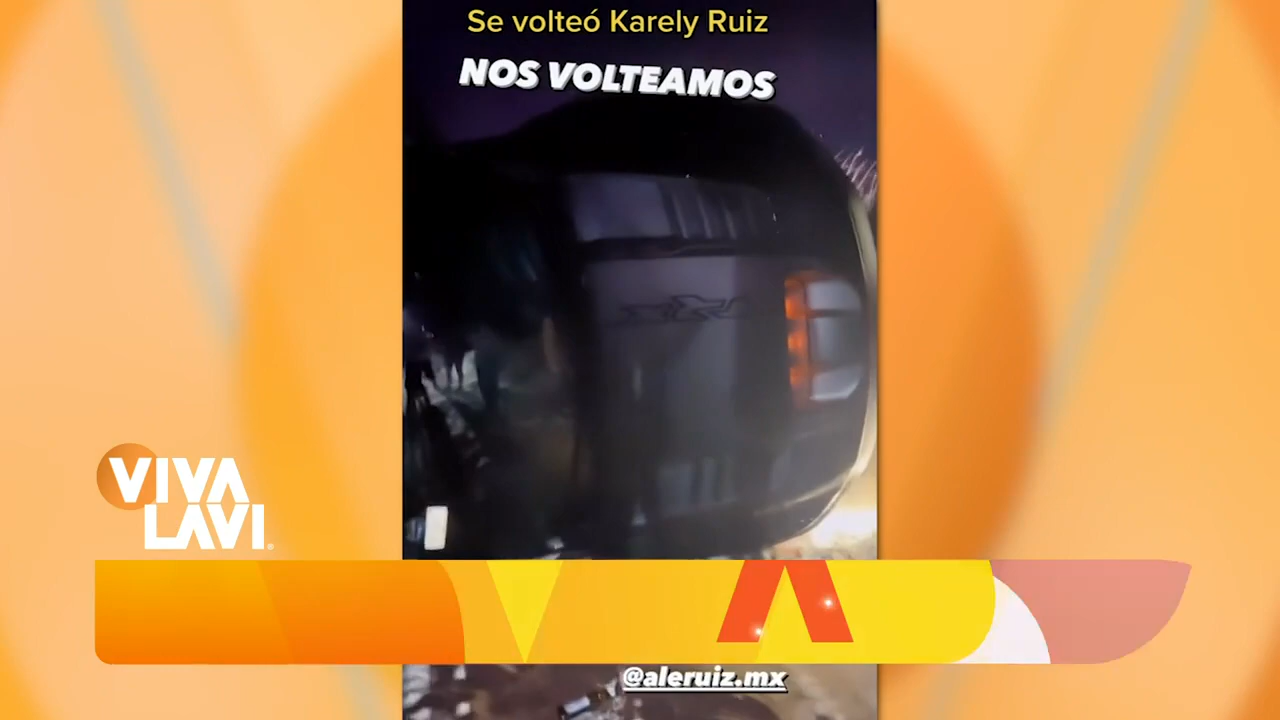 Se volteó Karely Ruiz
NOS VOLTEAMOS
VIVA
LAVI
@aleruiz.mx